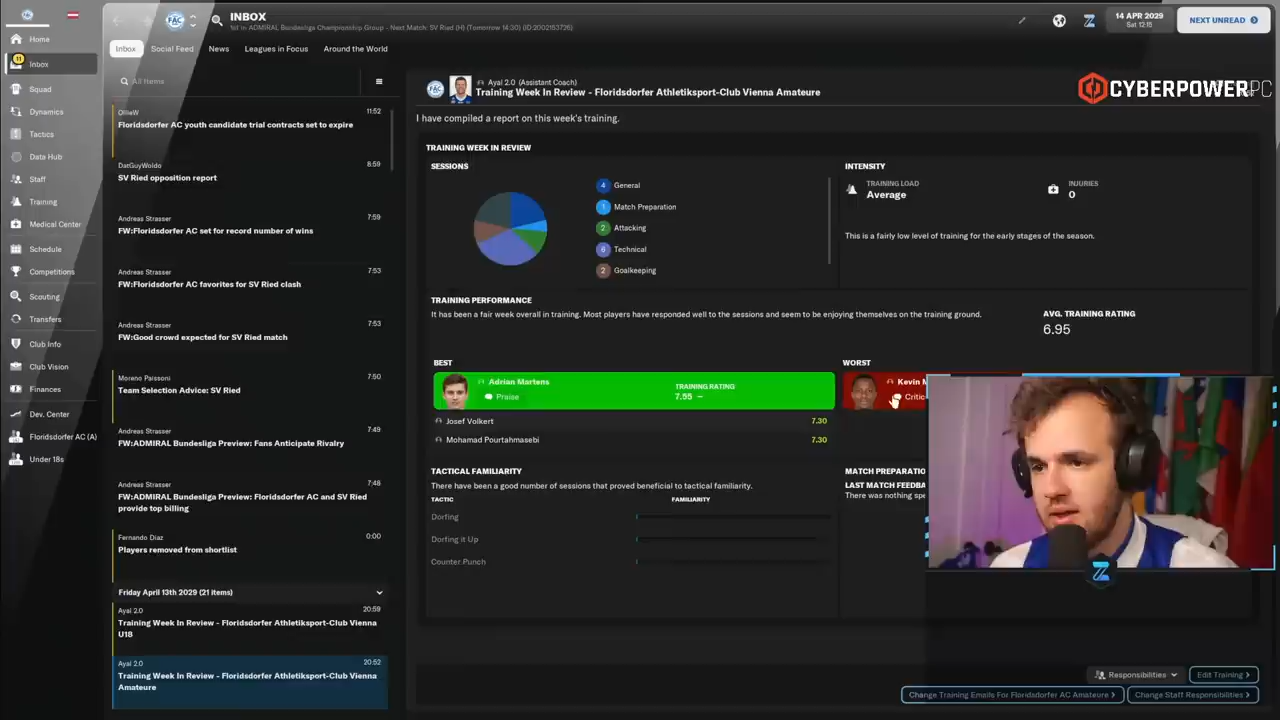 INBOX
1st in ADMIRAL Bundesliga Championship Group - Next Match: SV Ried (H) (Tomorrow 14:30) (ID:2002153726)
14 APR 2029
Sat 12:15
NEXT UNREAD
FAC
Home
11
Inbox
Squad
Dynamics
Tactics
Data Hub
Staff
Training
Medical Center
Schedule
Competitions
Scouting
Transfers
Club Info
Club Vision
Finances
Dev. Center
Floridsdorfer AC (A)
Under 18s
Inbox
Social Feed
News
Leagues in Focus
Around the World
All Items
OllieW
11:52
Floridsdorfer AC youth candidate trial contracts set to expire
DatGuyWoldo
8:59
SV Ried opposition report
Andreas Strasser
7:59
FW:Floridsdorfer AC set for record number of wins
Andreas Strasser
7:53
FW:Floridsdorfer AC favorites for SV Ried clash
Andreas Strasser
7:53
FW:Good crowd expected for SV Ried match
Moreno Paissoni
7:50
Team Selection Advice: SV Ried
Andreas Strasser
7:49
FW:ADMIRAL Bundesliga Preview: Fans Anticipate Rivalry
Andreas Strasser
7:48
FW:ADMIRAL Bundesliga Preview: Floridsdorfer AC and SV Ried
provide top billing
Fernando Diaz
0:00
Players removed from shortlist
Friday April 13th 2029 (21 items)
Ayal 2.0
20:59
Training Week In Review - Floridsdorfer Athletiksport-Club Vienna
U18
Ayal 2.0
20:52
Training Week In Review - Floridsdorfer Athletiksport-Club Vienna
Amateure
Ayal 2.0 (Assistant Coach)
Training Week In Review - Floridsdorfer Athletiksport-Club Vienna Amateure
CYBERPOWERPC
I have compiled a report on this week's training.
TRAINING WEEK IN REVIEW
SESSIONS
4 General
1 Match Preparation
2 Attacking
6 Technical
2 Goalkeeping
INTENSITY
TRAINING LOAD
Average
INJURIES
0
This is a fairly low level of training for the early stages of the season.
TRAINING PERFORMANCE
It has been a fair week overall in training. Most players have responded well to the sessions and seem to be enjoying themselves on the training ground.
AVG. TRAINING RATING
6.95
BEST
Adrian Martens
Praise
TRAINING RATING
7.55 –
Josef Volkert
7.30
Mohamad Pourtahmasebi
7.30
WORST
Kevin M
Critic
TACTICAL FAMILIARITY
There have been a good number of sessions that proved beneficial to tactical familiarity.
TACTIC
FAMILIARITY
Dorfing
Dorfing it Up
Counter Punch
MATCH PREPARATIO
LAST MATCH FEEDBA
There was nothing spe
Responsibilities
Edit Training
Change Training Emails For Floridsdorfer AC Amateure
Change Staff Responsibilities